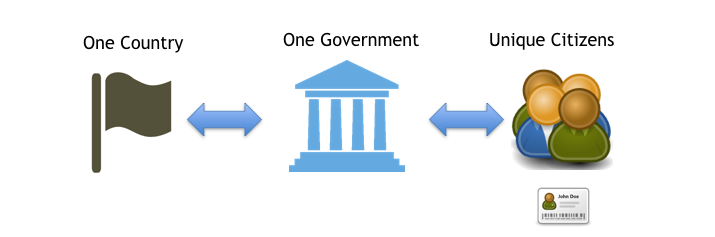 One Country
One Government
Unique Citizens
John Doe